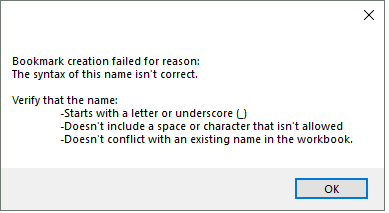 Bookmark creation failed for reason:
The syntax of this name isn't correct.
Verify that the name:
-Starts with a letter or underscore (_)
-Doesn't include a space or character that isn't allowed
-Doesn't conflict with an existing name in the workbook.
OK